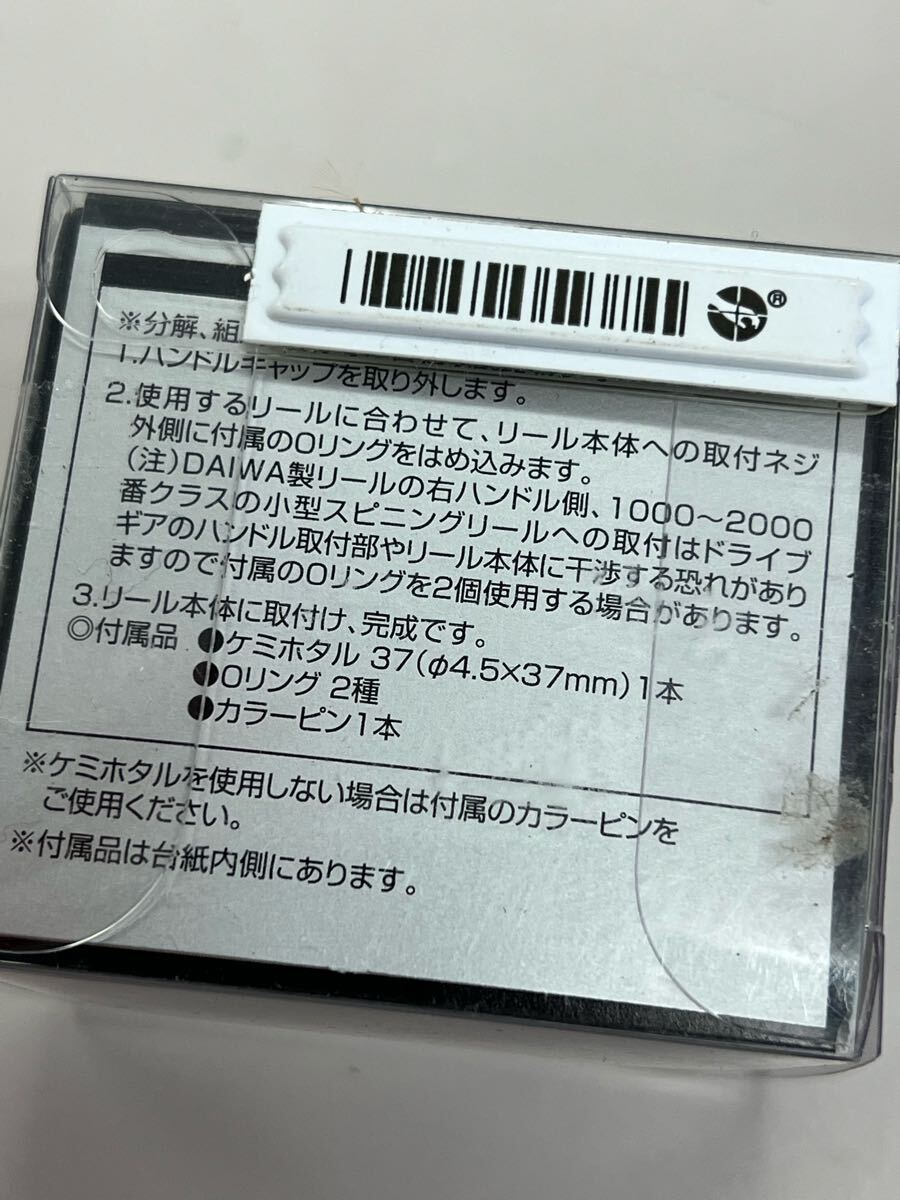 ®
※分解、組
1.ハンドルキャップを取り外します。
2.使用するリールに合わせて、リール本体への取付ネジ
外側に付属のOリングをはめ込みます。
(注)DAIWA製リールの右ハンドル側、1000〜2000
番クラスの小型スピニングリールへの取付はドライブ
ギアのハンドル取付部やリール本体に干渉する恐れがあり
ますので付属のOリングを2個使用する場合があります。
3.リール本体に取付け、完成です。
◎付属品 ●ケミホタル 37(φ4.5×37mm)1本
●Oリング 2種
●カラーピン1本
※ケミホタルを使用しない場合は付属のカラーピンを
ご使用ください。
※付属品は台紙内側にあります。